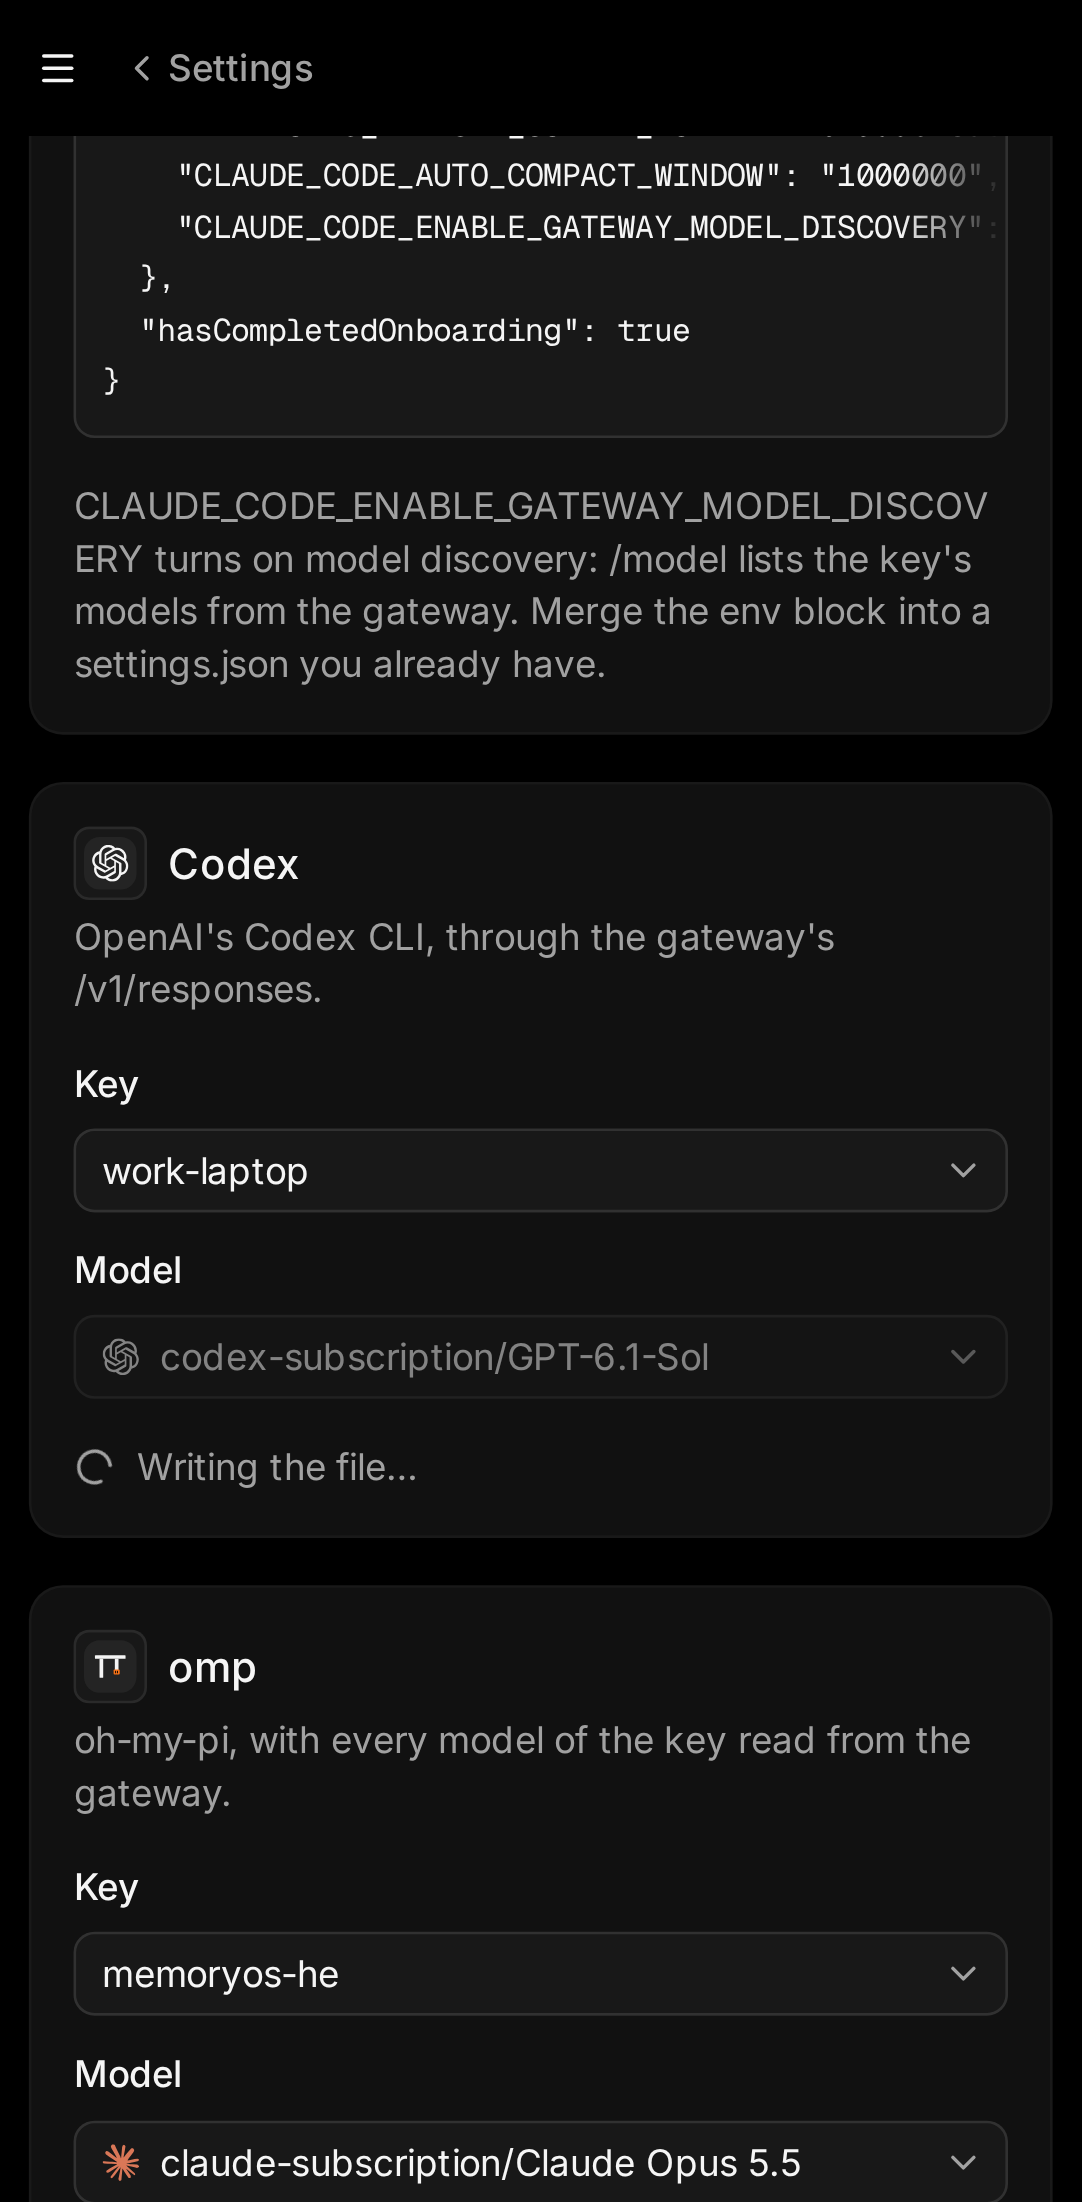 Settings
"CLAUDE_CODE_AUTO_COMPACT_WINDOW": "1000000",
"CLAUDE_CODE_ENABLE_GATEWAY_MODEL_DISCOVERY":
},
"hasCompletedOnboarding": true
}
CLAUDE_CODE_ENABLE_GATEWAY_MODEL_DISCOV
ERY turns on model discovery: /model lists the key's
models from the gateway. Merge the env block into a
settings.json you already have.
Codex
OpenAI's Codex CLI, through the gateway's
/v1/responses.
Key
work-laptop
Model
codex-subscription/GPT-6.1-Sol
Writing the file...
omp
oh-my-pi, with every model of the key read from the
gateway.
Key
memoryos-he
Model
claude-subscription/Claude Opus 5.5